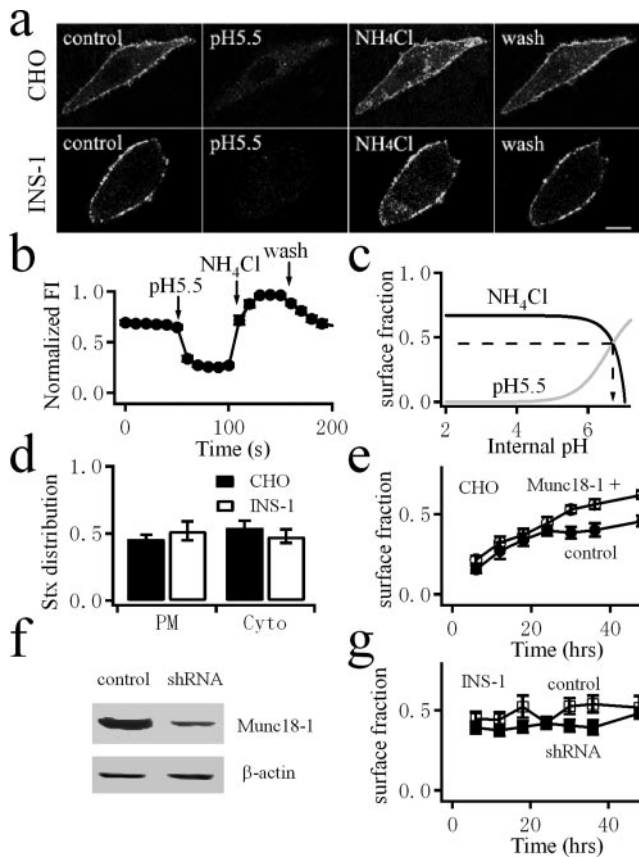 a
control pH5.5 NH4Cl wash
CHO
control pH5.5 NH4Cl wash
INS-1
b
Normalized FI
1.0
0.5
0.0
pH5.5
NH4Cl
wash
0 100 200
Time (s)
c
surface fraction
1.0
0.5
0.0
NH4Cl
pH5.5
2 4 6
Internal pH
d
Stx distribution
1.0
0.5
0.0
CHO
INS-1
PM Cyto
e
surface fraction
0.5
0.0
CHO
Munc18-1 +
control
0 20 40
Time (hrs)
f
control shRNA
Munc18-1
β-actin
g
surface fraction
0.5
0.0
INS-1
control
shRNA
0 20 40
Time (hrs)